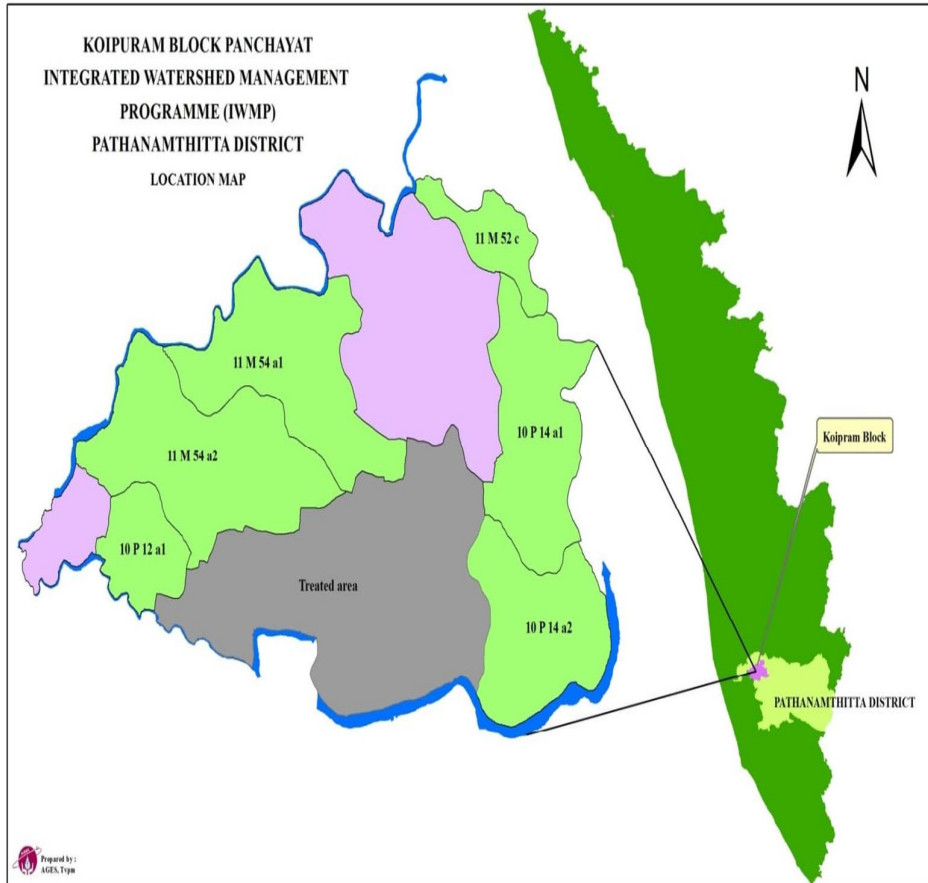 KOIPURAM BLOCK PANCHAYAT
INTEGRATED WATERSHED MANAGEMENT
PROGRAMME (IWMP)
PATHANAMTHITTA DISTRICT
LOCATION MAP
N
11 M 52 c
11 M 54 a1
10 P 14 a1
Koipram Block
11 M 54 a2
10 P 12 a1
Treated area
10 P 14 a2
PATHANAMTHITTA DISTRICT
Prepared by :
AGES, Tvpm